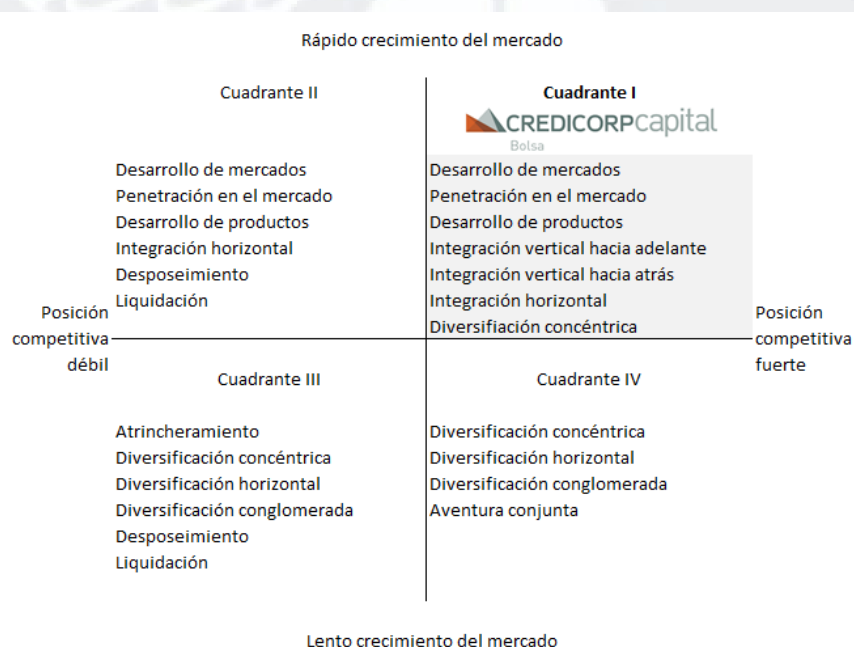 Rápido crecimiento del mercado
Cuadrante II
Cuadrante I
CREDICORPcapital
Bolsa
Desarrollo de mercados
Penetración en el mercado
Desarrollo de productos
Integración horizontal
Desposeimiento
Liquidación
Desarrollo de mercados
Penetración en el mercado
Desarrollo de productos
Integración vertical hacia adelante
Integración vertical hacia atrás
Integración horizontal
Diversifiación concéntrica
Posición
competitiva
débil
Posición
competitiva
fuerte
Cuadrante III
Cuadrante IV
Atrincheramiento
Diversificación concéntrica
Diversificación horizontal
Diversificación conglomerada
Desposeimiento
Liquidación
Diversificación concéntrica
Diversificación horizontal
Diversificación conglomerada
Aventura conjunta
Lento crecimiento del mercado